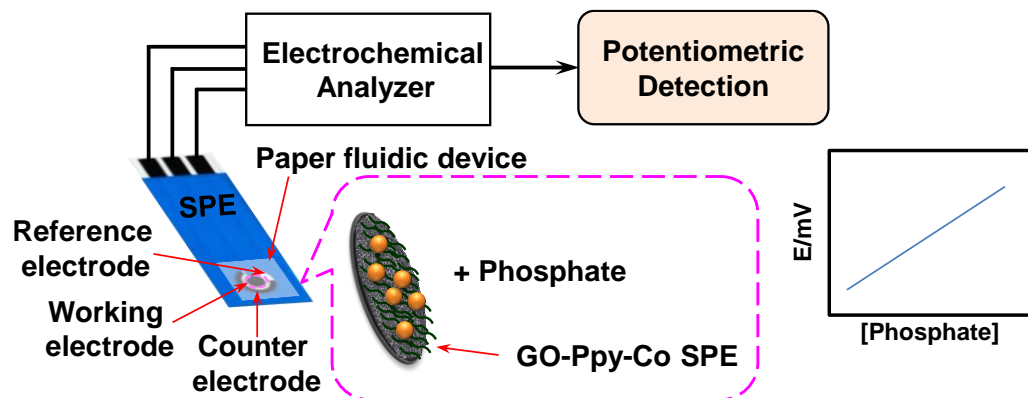 Electrochemical
Analyzer
Potentiometric
Detection
Paper fluidic device
SPE
Reference
electrode
Working
electrode
Counter
electrode
+ Phosphate
GO-Ppy-Co SPE
E/mV
[Phosphate]